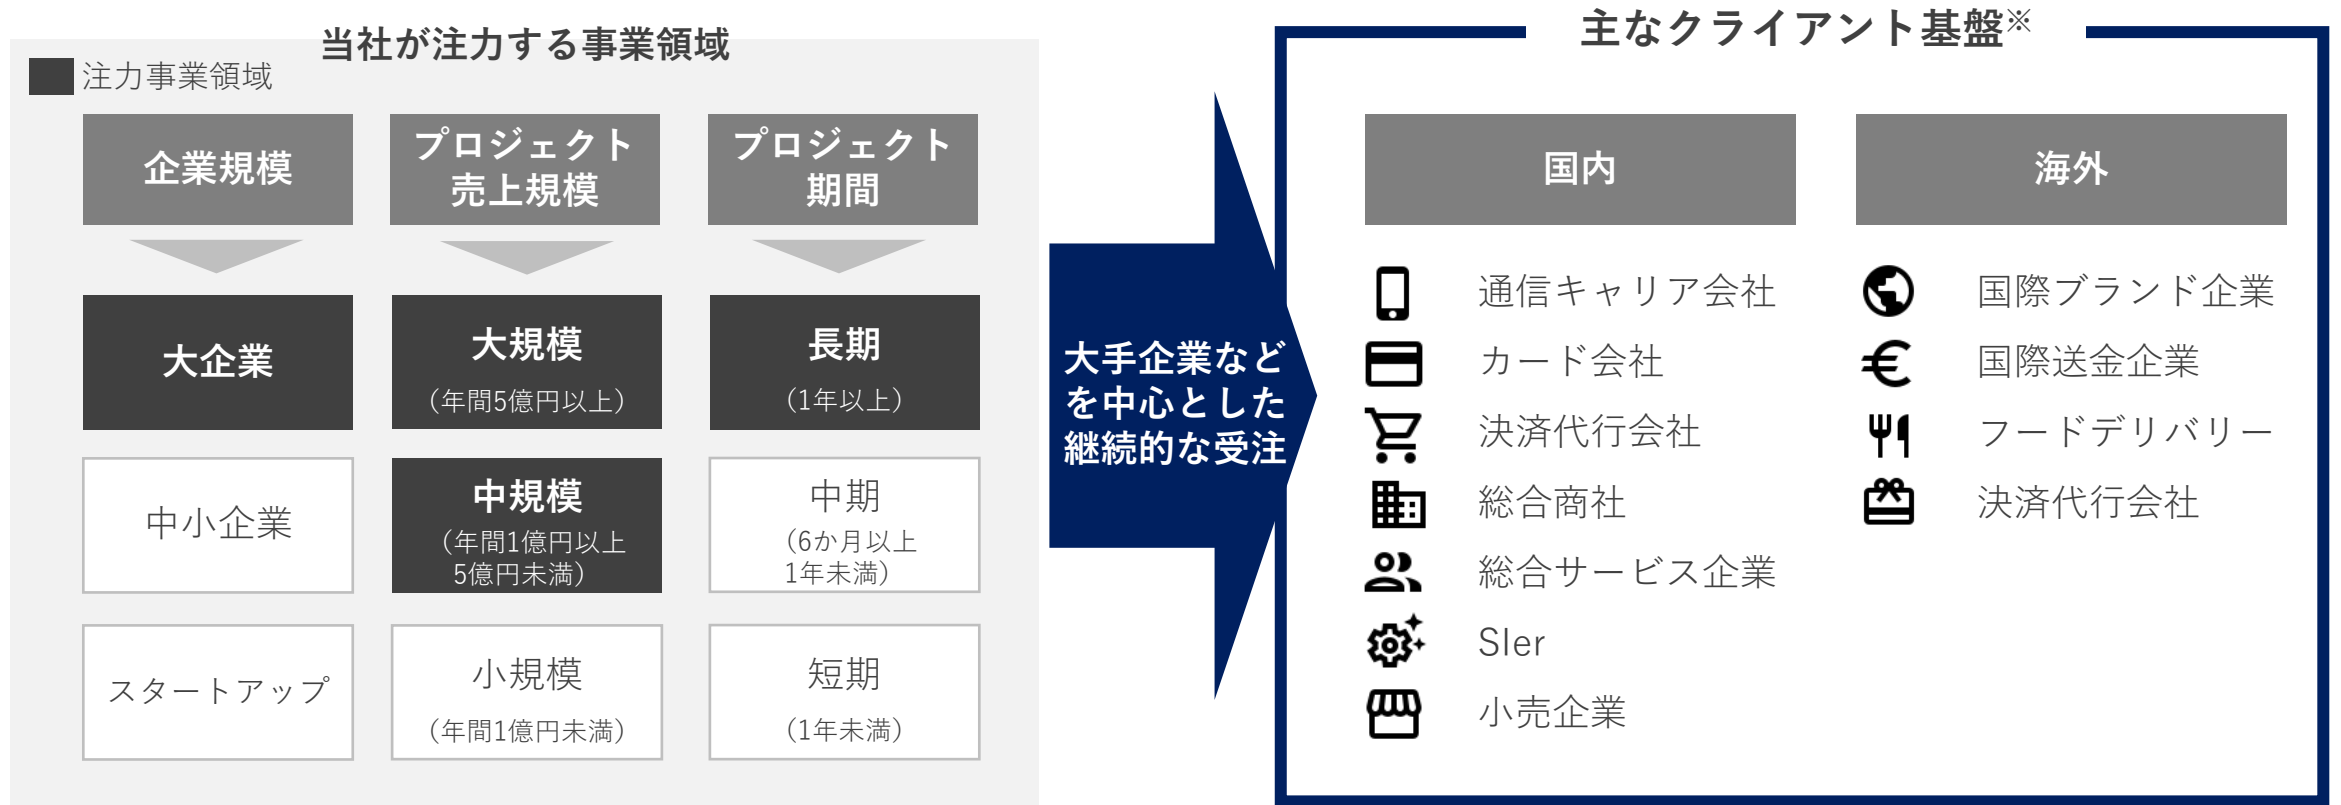 当社が注力する事業領域
注力事業領域
企業規模
プロジェクト
売上規模
プロジェクト
期間
大企業
大規模
（年間5億円以上）
長期
（1年以上）
中小企業
中規模
（年間1億円以上
5億円未満）
中期
（6か月以上
1年未満）
スタートアップ
小規模
（年間1億円未満）
短期
（1年未満）
大手企業など
を中心とした
継続的な受注
主なクライアント基盤※
国内
通信キャリア会社
カード会社
決済代行会社
総合商社
総合サービス企業
SIer
小売企業
海外
国際ブランド企業
国際送金企業
フードデリバリー
決済代行会社